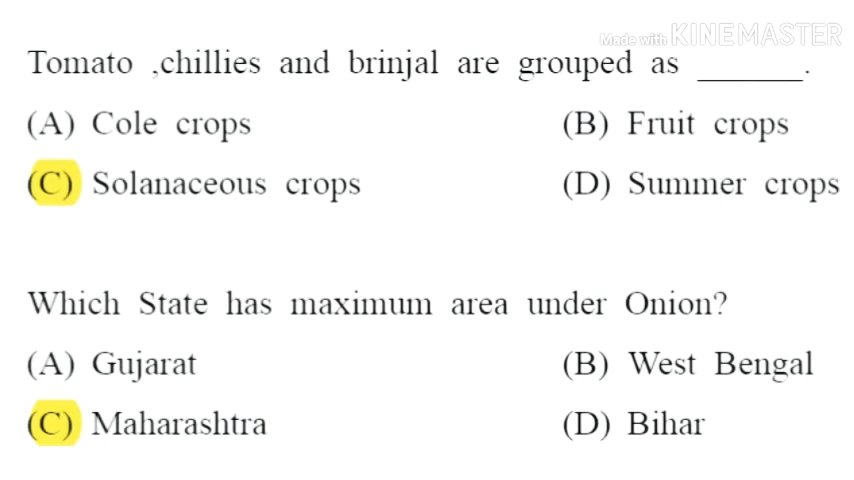 Made with KINEMASTER
Tomato ,chillies and brinjal are grouped as ______.
(A) Cole crops (B) Fruit crops
(C) Solanaceous crops (D) Summer crops
Which State has maximum area under Onion?
(A) Gujarat (B) West Bengal
(C) Maharashtra (D) Bihar